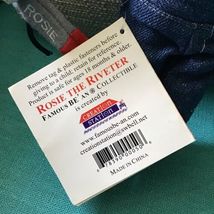 ROSIE
Remove tag & plastic fasteners before
giving to a child; retain for reference.
Product is safe for ages 18 months & older.
ROSIE THE RIVETER
FAMOUS BE'AN ® COLLECTIBLE
is created by
CREATION
STATION
www.famousbe-an.com
creationstation@swbell.net
MADE IN CHINA